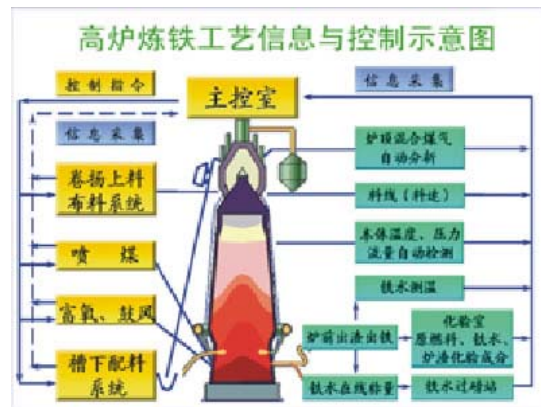 高炉炼铁工艺信息与控制示意图
控制指令
主控室
信息采集
信息采集
炉顶混合煤气
自动分析
卷扬上料
布料系统
料线(料速)
本体温度、压力
流量自动检测
喷煤
铁水测温
富氧、鼓风
炉前出渣出铁
化验室
原燃料、铁水、
炉渣化验成分
槽下配料
系统
铁水在线称量
铁水过磅站